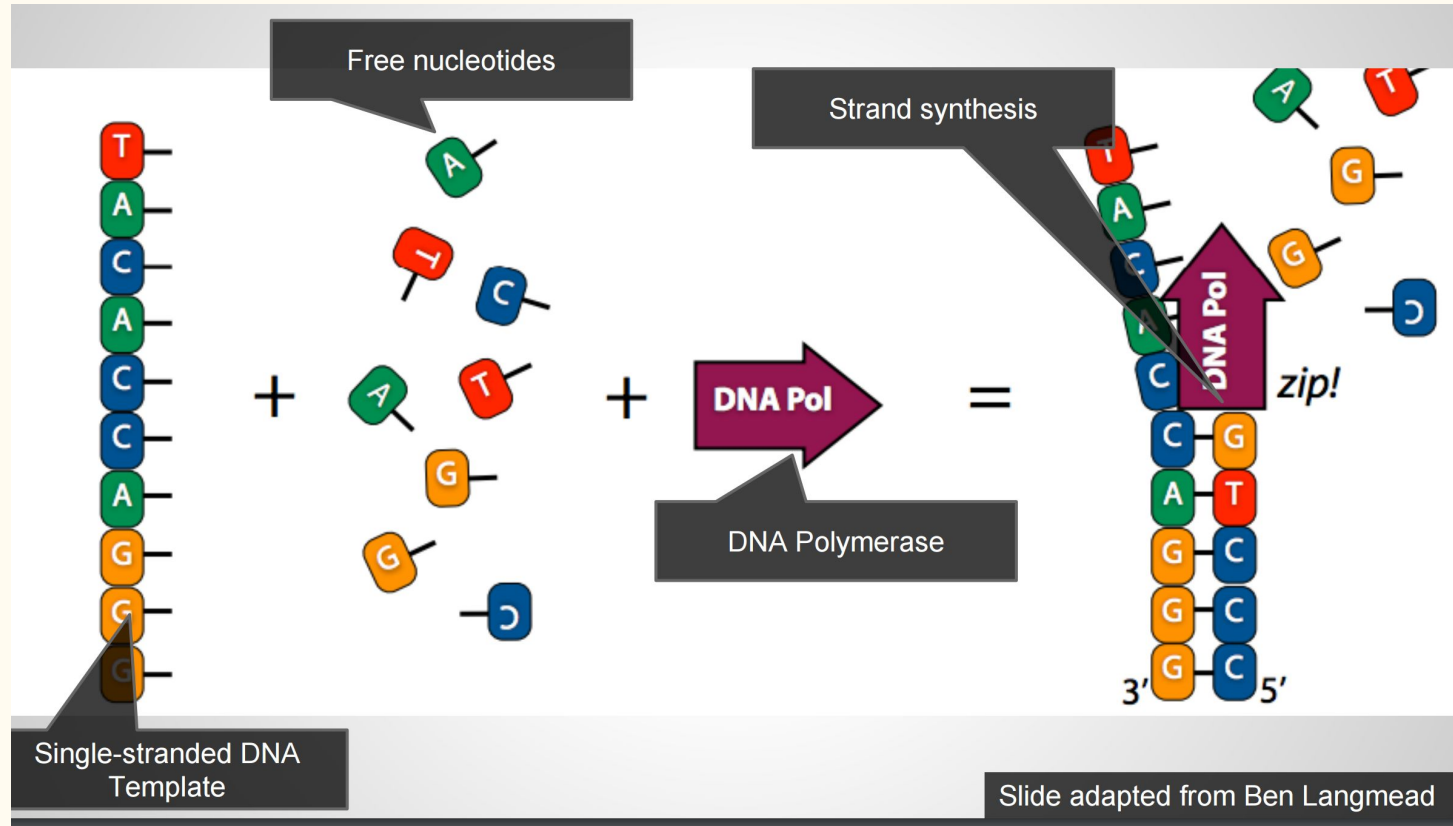 Free nucleotides
Strand synthesis
T
A
C
A
C
C
A
G
G
G
+
A
T
C
A
T
G
G
C
+
DNA Pol
DNA Polymerase
=
T
A
C
A
C
DNA Pol
zip!
C G
A T
G C
G C
3' G C 5'
A
T
G
G
C
Single-stranded DNA
Template
Slide adapted from Ben Langmead